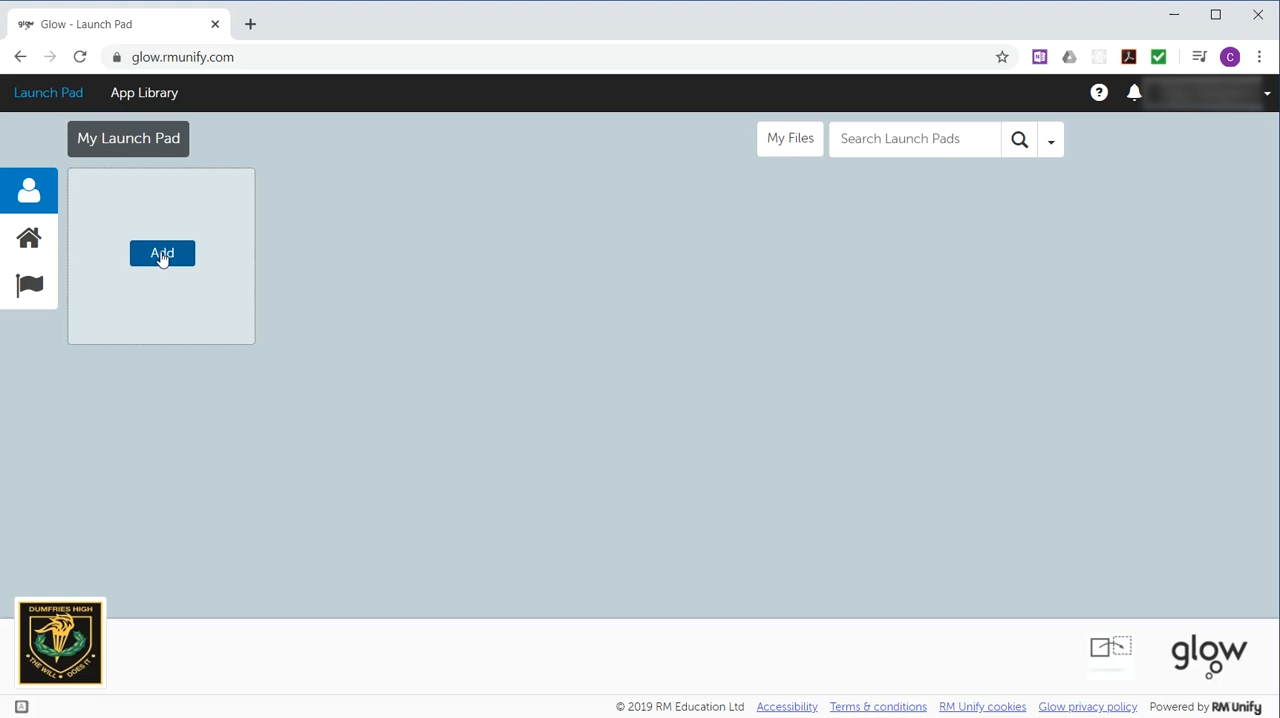 glow Glow - Launch Pad
glow.rmunify.com
Launch Pad App Library
My Launch Pad
My Files
Search Launch Pads
Add
DUMFRIES HIGH
THE WILL DOES IT
glow
© 2019 RM Education Ltd Accessibility Terms & conditions RM Unify cookies Glow privacy policy Powered by RM Unify
A
N
C
?